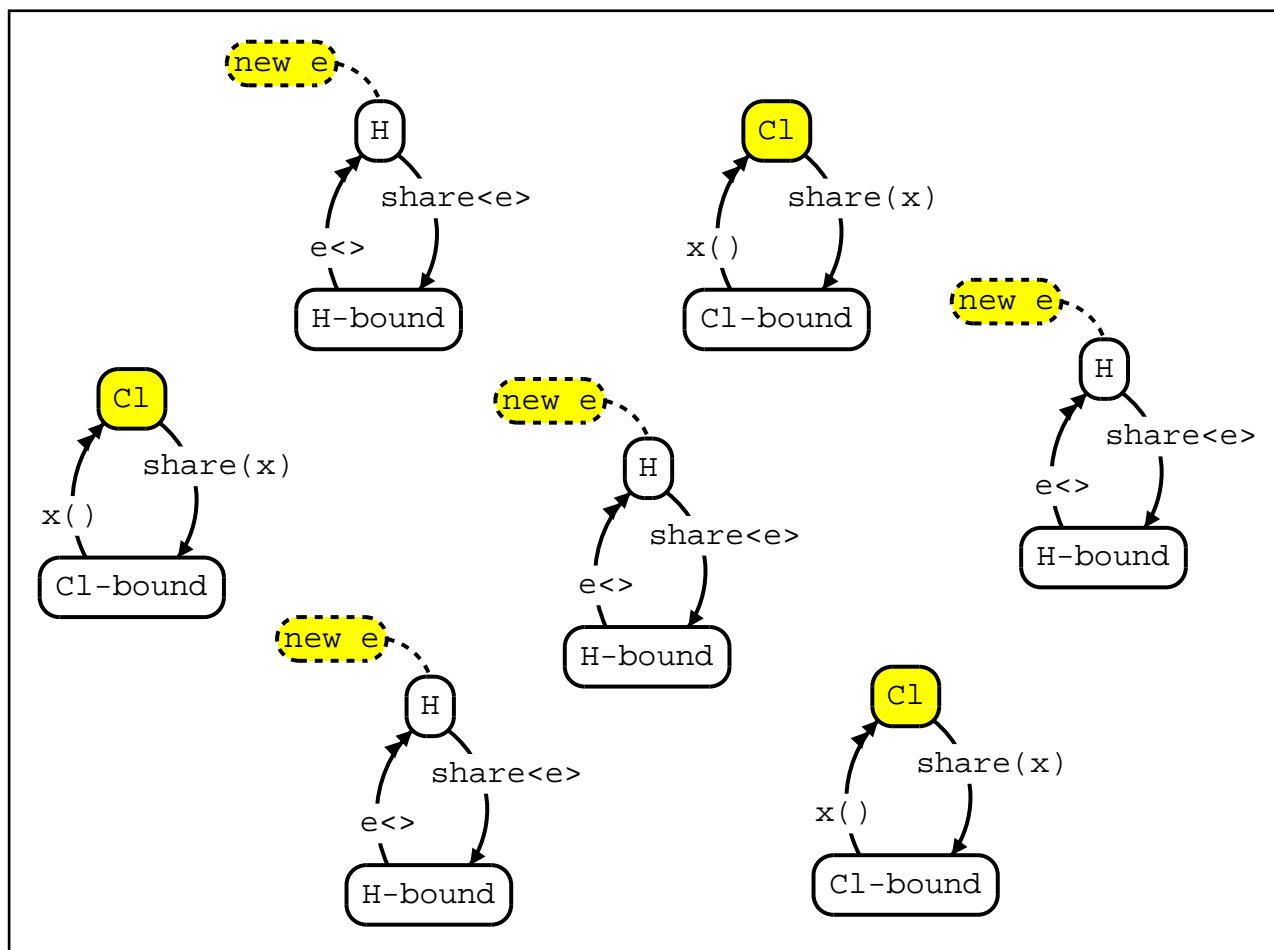 new e
H
share<e>
e<>
H-bound
Cl
share(x)
x()
Cl-bound
new e
H
share<e>
e<>
H-bound
Cl
share(x)
x()
Cl-bound
new e
H
share<e>
e<>
H-bound
new e
H
share<e>
e<>
H-bound
Cl
share(x)
x()
Cl-bound